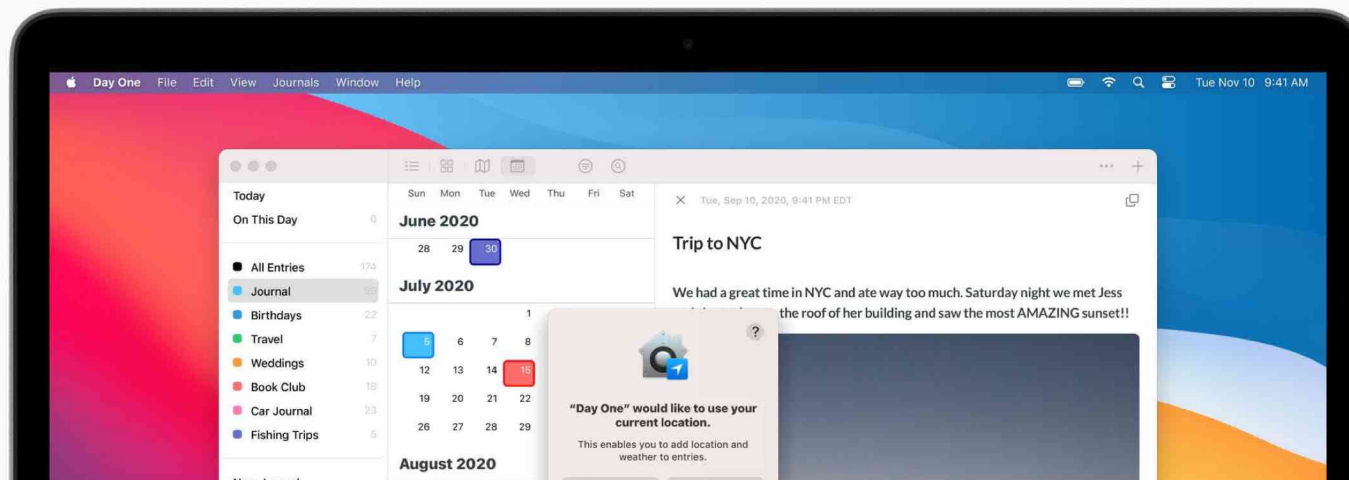 Day One File Edit View Journals Window Help
Tue Nov 10 9:41 AM
Today
On This Day 0
All Entries 174
Journal
Birthdays 22
Travel 7
Weddings 10
Book Club 18
Car Journal 23
Fishing Trips 5
Sun Mon Tue Wed Thu Fri Sat
June 2020
28 29 30
July 2020
1
5 6 7 8
12 13 14 15
19 20 21 22
26 27 28 29
August 2020
Tue, Sep 10, 2020, 9:41 PM EDT
Trip to NYC
We had a great time in NYC and ate way too much. Saturday night we met Jess
the roof of her building and saw the most AMAZING sunset!!
?
“Day One” would like to use your
current location.
This enables you to add location and
weather to entries.